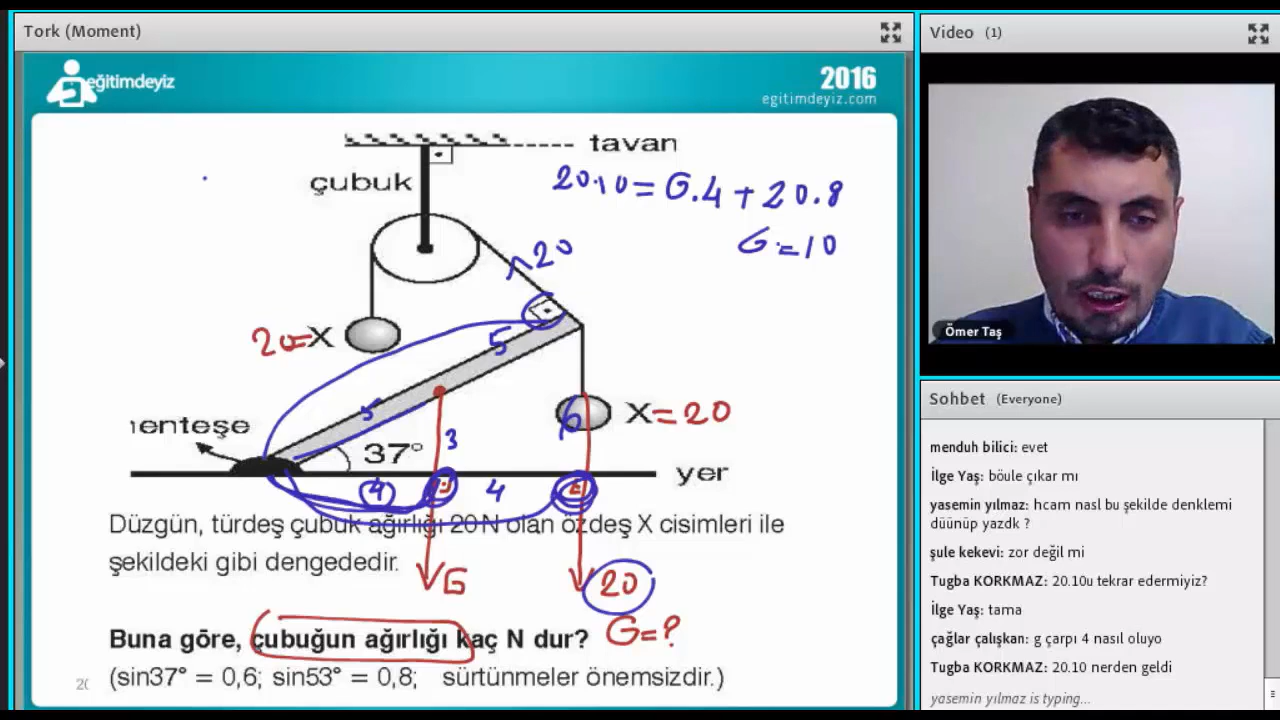 Tork (Moment)
eğitimdeyiz
2016
egitimdeyiz.com
tavan
çubuk
20.10 = G.4 + 20.8
G = 10
20
20=X
5
5
6
X=20
menteşe
37°
3
4
4
yer
Düzgün, türdeş çubuk ağırlığı 20 N olan özdeş X cisimleri ile
şekildeki gibi dengededir.
G
20
Buna göre, çubuğun ağırlığı kaç N dur?
G=?
(sin37° = 0,6; sin53° = 0,8; sürtünmeler önemsizdir.)
Video (1)
Ömer Taş
Sohbet (Everyone)
menduh bilici: evet
İlge Yaş: böule çıkar mı
yasemin yılmaz: hcam nasl bu şekilde denklemi
düünüp yazdk ?
şule kekevi: zor değil mi
Tugba KORKMAZ: 20.10u tekrar edermiyiz?
İlge Yaş: tama
çağlar çalışkan: g çarpı 4 nasıl oluyo
Tugba KORKMAZ: 20.10 nerden geldi
yasemin yılmaz is typing...